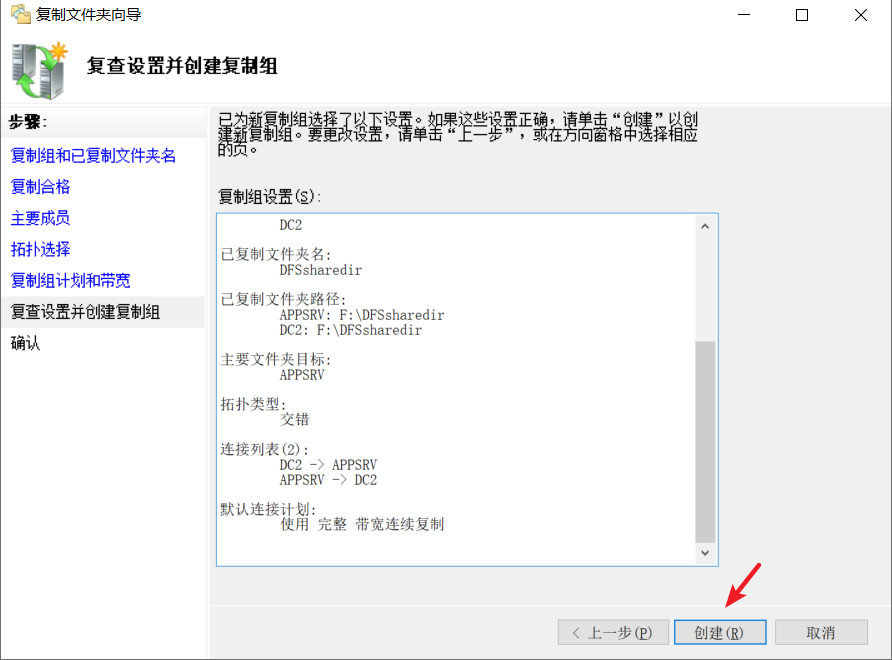 复制文件夹向导
复查设置并创建复制组
步骤:
复制组和已复制文件夹名
复制合格
主要成员
拓扑选择
复制组计划和带宽
复查设置并创建复制组
确认
已为新复制组选择了以下设置。如果这些设置正确，请单击“创建”以创
建新复制组。要更改设置，请单击“上一步”，或在方向窗格中选择相应
的页。
复制组设置(S):
DC2
已复制文件夹名:
DFSsharedir
已复制文件夹路径:
APPSRV: F:\DFSsharedir
DC2: F:\DFSsharedir
主要文件夹目标:
APPSRV
拓扑类型:
交错
连接列表(2):
DC2 -> APPSRV
APPSRV -> DC2
默认连接计划:
使用 完整 带宽连续复制
< 上一步(P)
创建(R)
取消